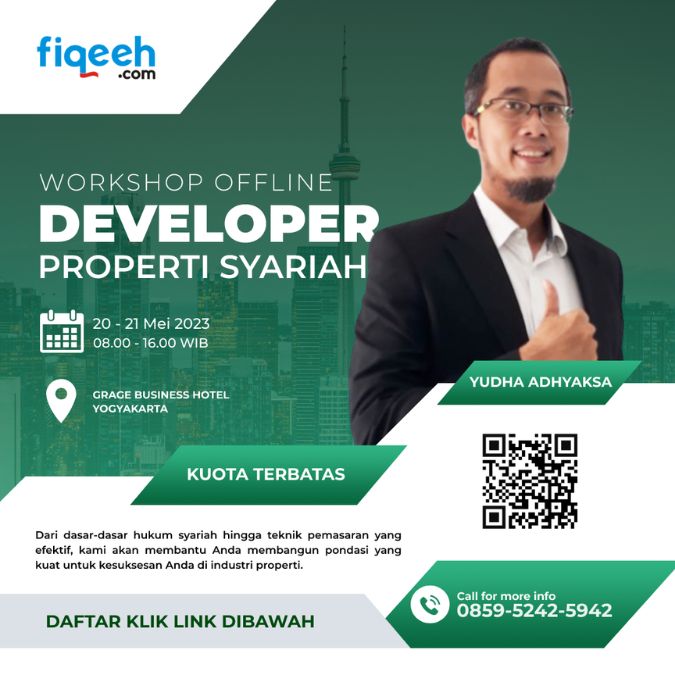 fiqeeh
.com
WORKSHOP OFFLINE
DEVELOPER
PROPERTI SYARIAH
20 - 21 Mei 2023
08.00 - 16.00 WIB
GRAGE BUSINESS HOTEL
YOGYAKARTA
YUDHA ADHYAKSA
KUOTA TERBATAS
Dari dasar-dasar hukum syariah hingga teknik pemasaran yang
efektif, kami akan membantu Anda membangun pondasi yang
kuat untuk kesuksesan Anda di industri properti.
Call for more info
0859-5242-5942
DAFTAR KLIK LINK DIBAWAH